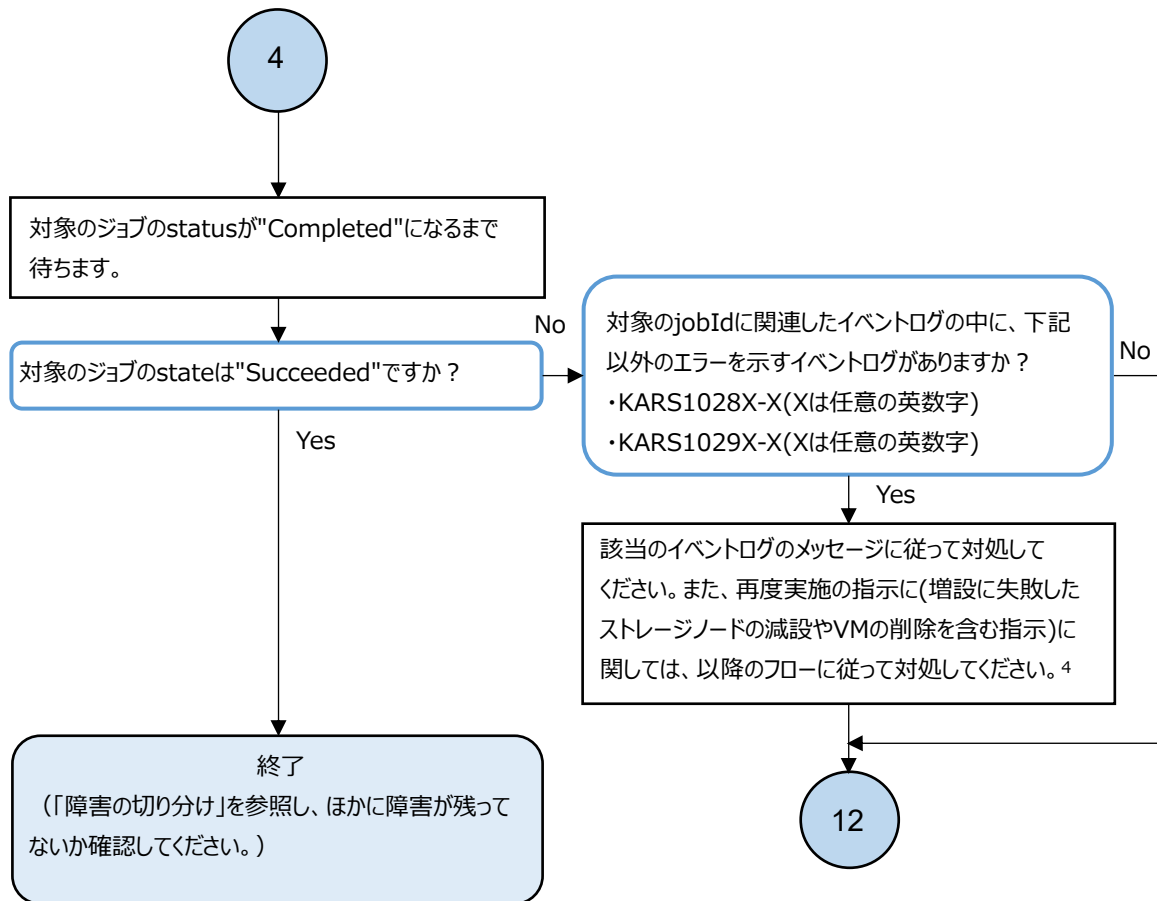 4
対象のジョブのstatusが"Completed"になるまで
待ちます。
対象のジョブのstateは"Succeeded"ですか？
No
Yes
対象のjobIdに関連したイベントログの中に、下記
以外のエラーを示すイベントログがありますか？
・KARS1028X-X(Xは任意の英数字)
・KARS1029X-X(Xは任意の英数字)
No
Yes
該当のイベントログのメッセージに従って対処して
ください。また、再度実施の指示に(増設に失敗した
ストレージノードの減設やVMの削除を含む指示)に
関しては、以降のフローに従って対処してください。4
終了
（「障害の切り分け」を参照し、ほかに障害が残って
ないか確認してください。）
12